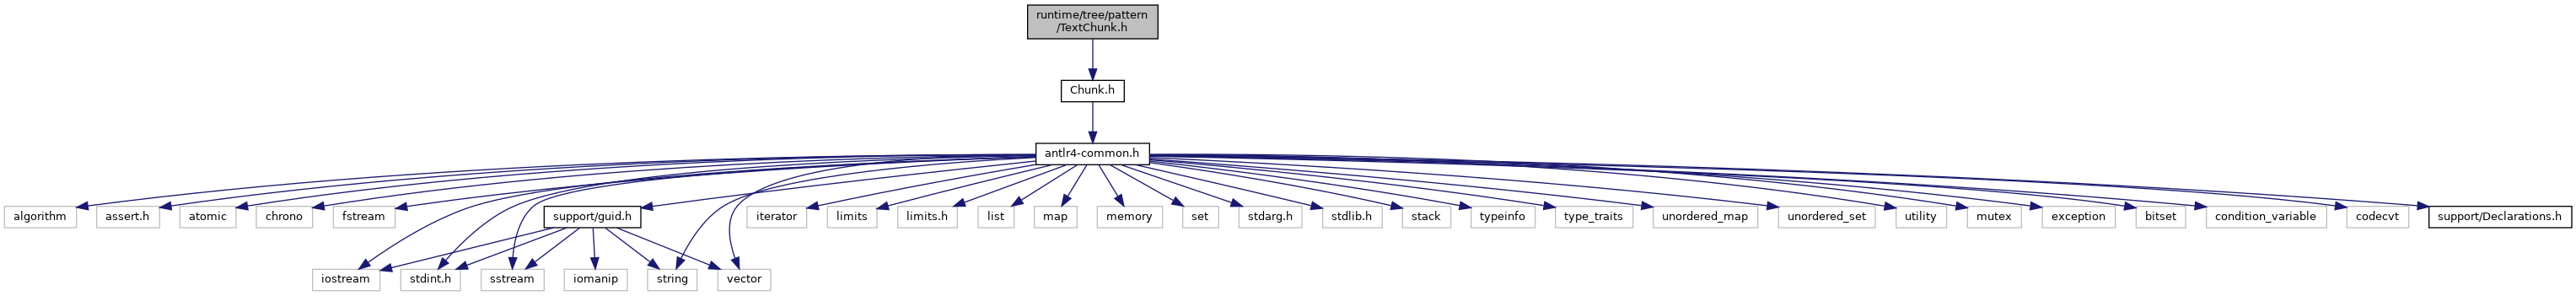 runtime/tree/pattern
/TextChunk.h
Chunk.h
antlr4-common.h
algorithm
assert.h
atomic
chrono
fstream
support/guid.h
iterator
limits
limits.h
list
map
memory
set
stdarg.h
stdlib.h
stack
typeinfo
type_traits
unordered_map
unordered_set
utility
mutex
exception
bitset
condition_variable
codecvt
support/Declarations.h
iostream
stdint.h
sstream
iomanip
string
vector